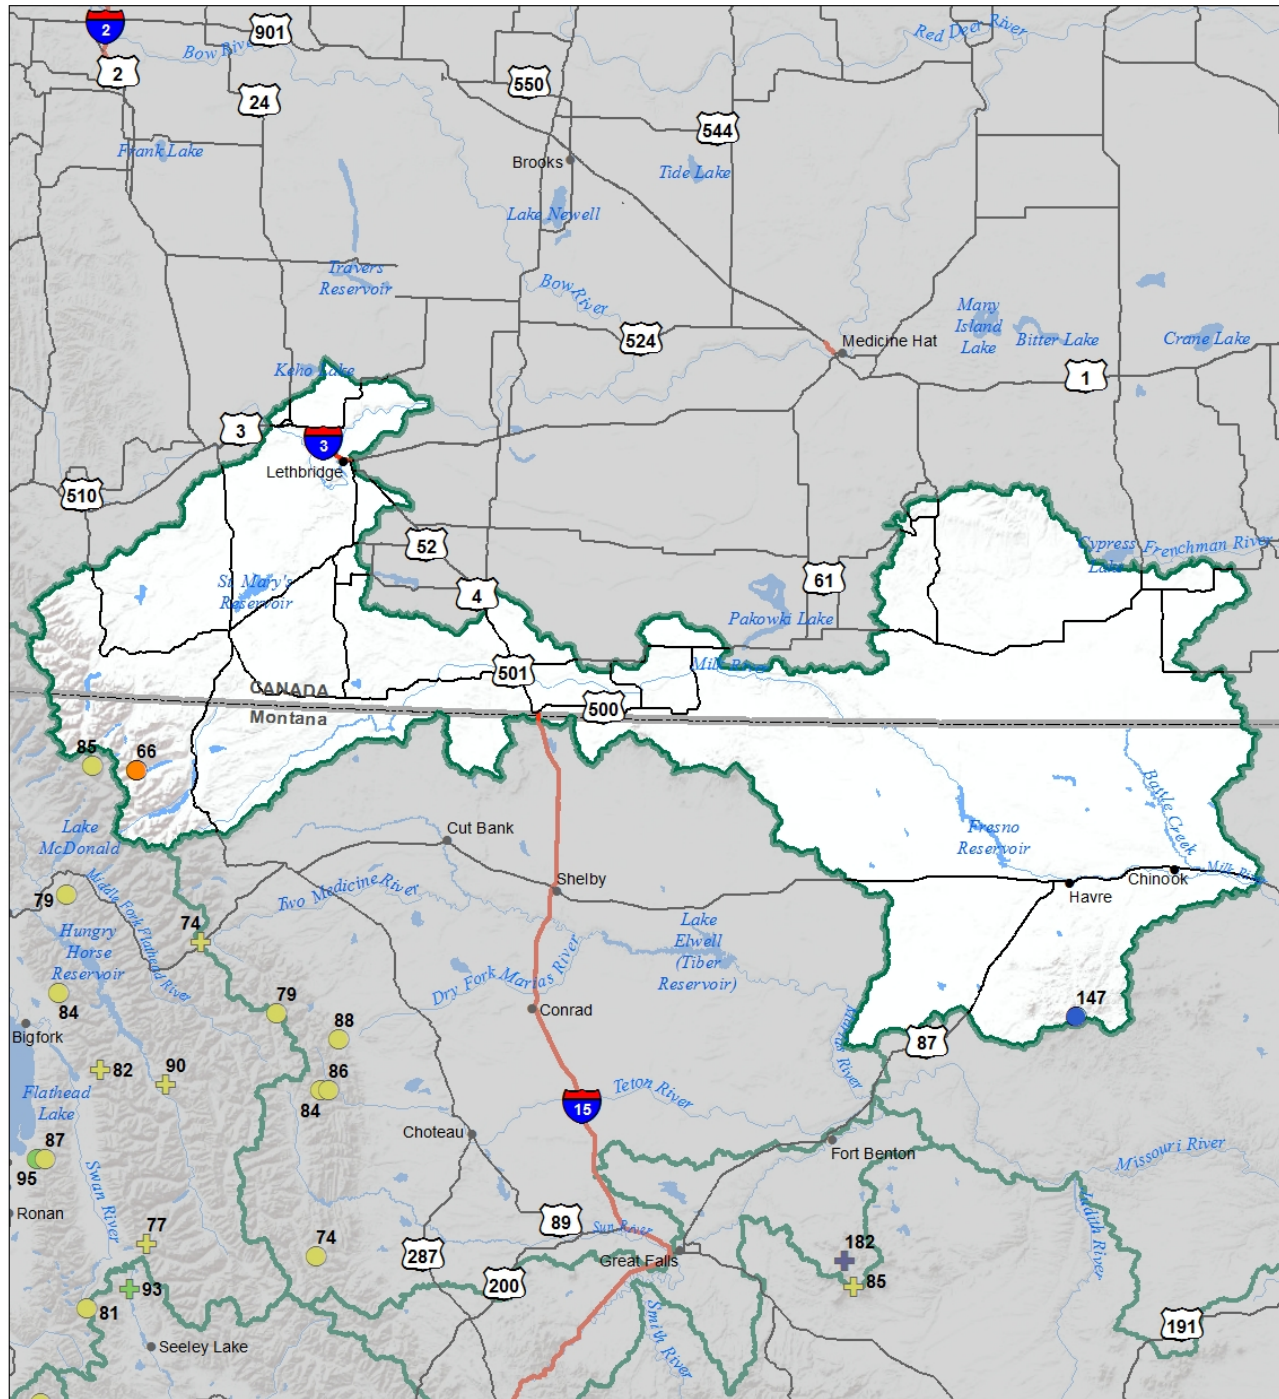 2
901
Bow River
Red Deer River
2
24
550
544
Frank Lake
Brooks
Tide Lake
Lake Newell
Travers
Reservoir
Bow River
Many
Island
Lake
Bitter Lake
Crane Lake
524
Medicine Hat
Keho Lake
1
3
3
Lethbridge
510
52
Cypress
Lake
Frenchman River
St. Mary's
Reservoir
4
61
Pakowki Lake
501
Milk River
CANADA
Montana
500
85
66
Battle Creek
Lake
McDonald
Cut Bank
Fresno
Reservoir
Shelby
Chinook
Milk River
Havre
79
Middle Fork Flathead River
Two Medicine River
74
Hungry
Horse
Reservoir
Lake
Elwell
(Tiber
Reservoir)
Dry Fork Marias River
84
79
Conrad
147
Bigfork
88
Marias River
87
82
90
86
84
Flathead
Lake
Teton River
15
Choteau
87
95
Fort Benton
Missouri River
Swan River
Ronan
Judith River
77
74
89
Sun River
287
Great Falls
182
93
200
85
81
Smith River
191
Seeley Lake